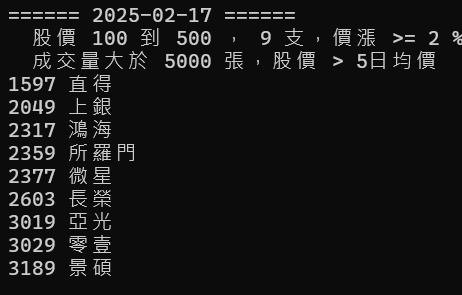 ====== 2025-02-17 ======
股價 100 到 500 , 9 支，價漲 >= 2 %
成交量大於 5000 張，股價 > 5日均價
1597 直得
2049 上銀
2317 鴻海
2359 所羅門
2377 微星
2603 長榮
3019 亞光
3029 零壹
3189 景碩